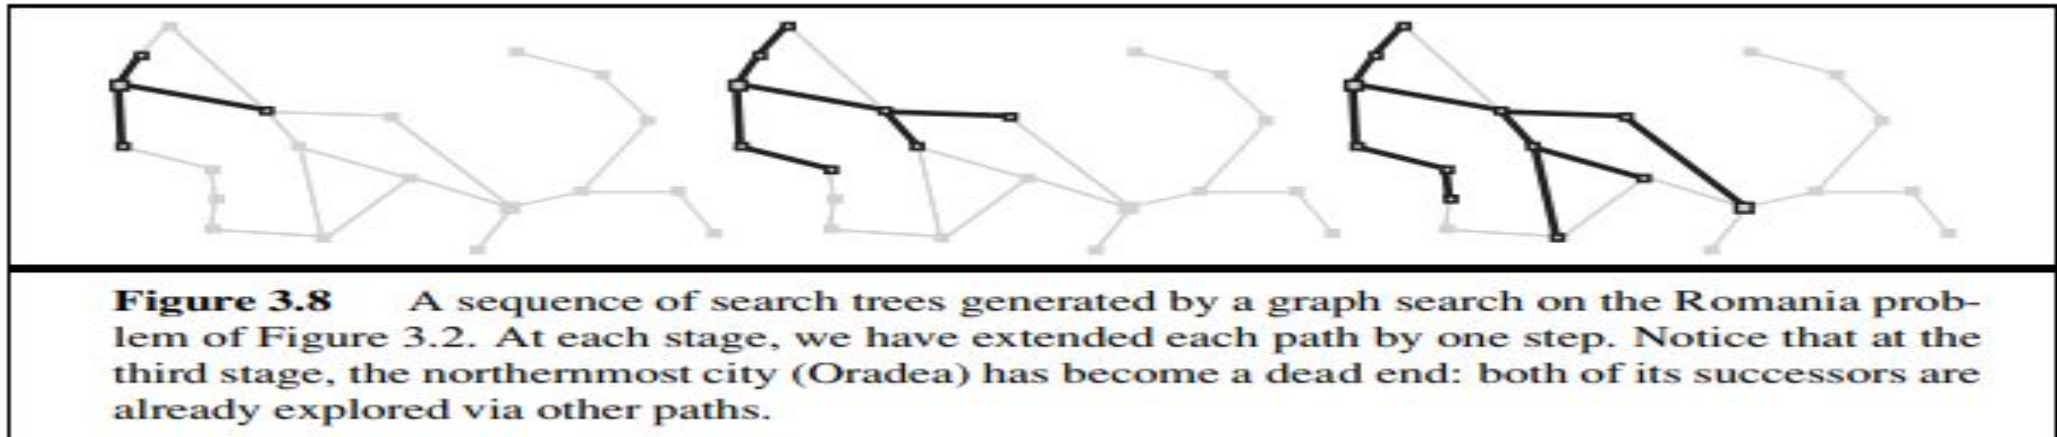 Figure 3.8 A sequence of search trees generated by a graph search on the Romania prob-
lem of Figure 3.2. At each stage, we have extended each path by one step. Notice that at the
third stage, the northernmost city (Oradea) has become a dead end: both of its successors are
already explored via other paths.